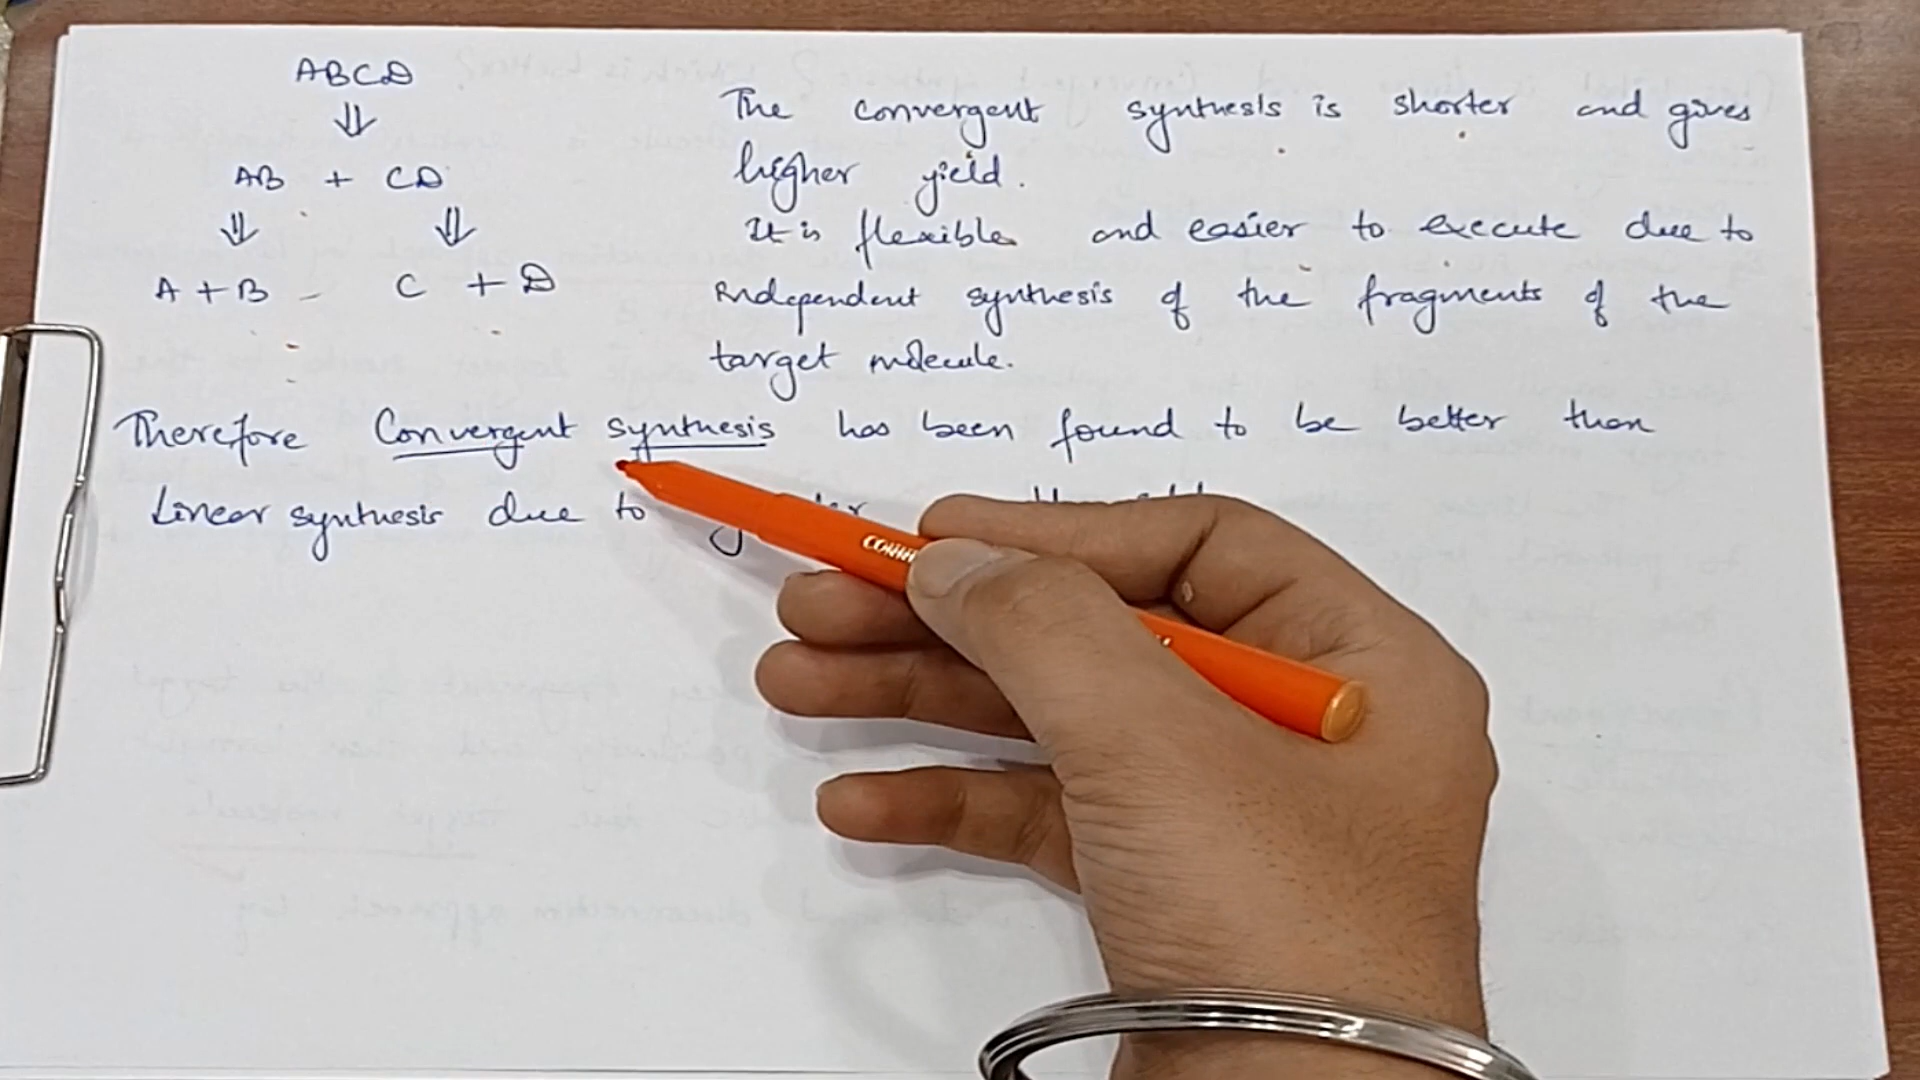 ABCD
⇓
AB + CD
⇓ ⇓
A + B - C + D
The convergent synthesis is shorter and gives
higher yield.
It is flexible and easier to execute due to
Independent synthesis of the fragments of the
target molecule.
Therefore Convergent synthesis has been found to be better than
Linear synthesis due to